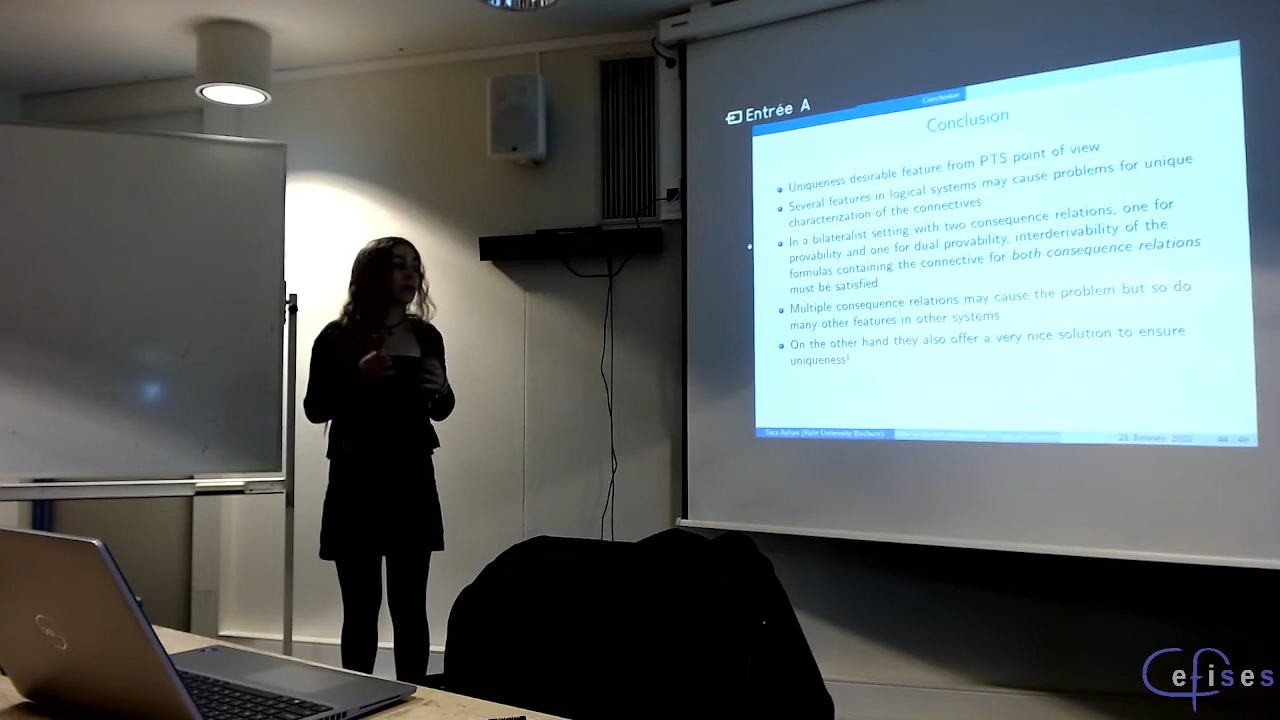 Entrée A
Conclusion
Conclusion
Uniqueness desirable feature from PTS point of view
Several features in logical systems may cause problems for unique
characterization of the connectives
In a bilateralist setting with two consequence relations, one for
provability and one for dual provability, interderivability of the
formulas containing the connective for both consequence relations
must be satisfied
Multiple consequence relations may cause the problem but so do
many other features in other systems
On the other hand they also offer a very nice solution to ensure
uniqueness!
Sara Ayhan (Ruhr University Bochum)
2022
Cefises